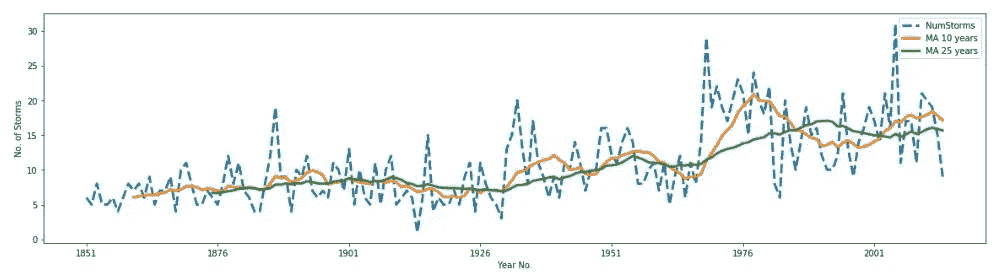 30
25
20
15
10
5
0
No. of Storms
NumStorms
MA 10 years
MA 25 years
1851
1876
1901
1926
1951
1976
2001
Year No.